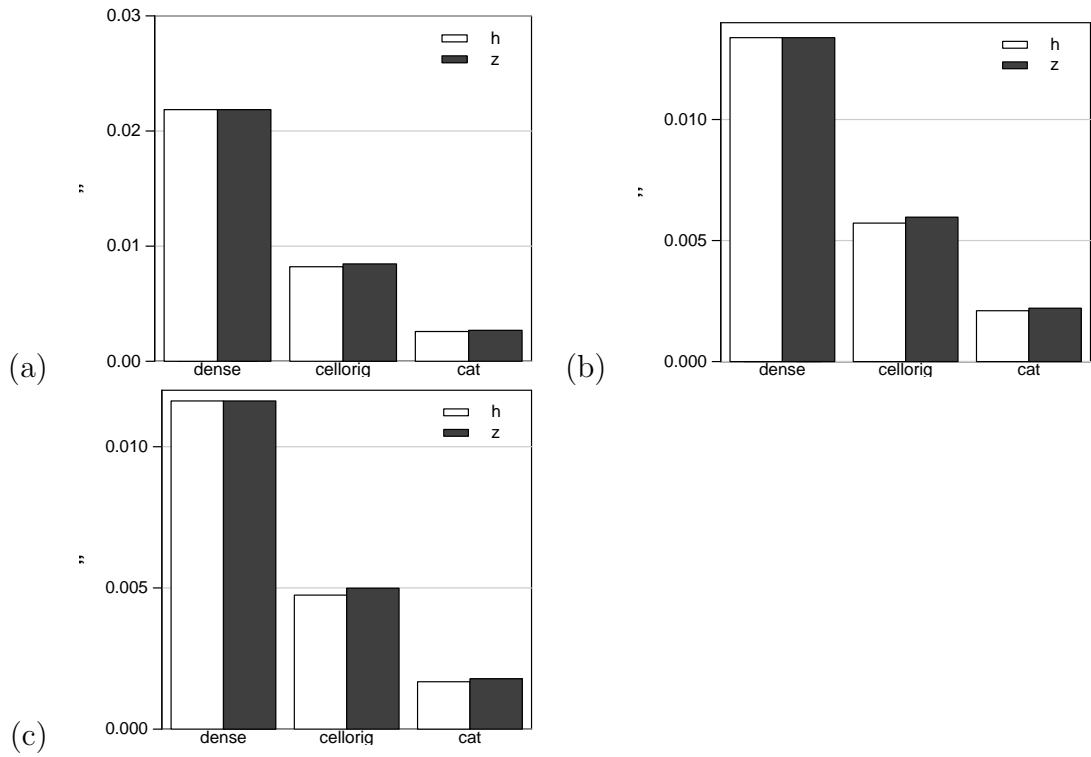 0.03
h
z
0.02
„
0.01
0.00
dense cellorig cat
(a)
h
z
0.010
„
0.005
0.000
dense cellorig cat
(b)
h
z
0.010
„
0.005
0.000
dense cellorig cat
(c)